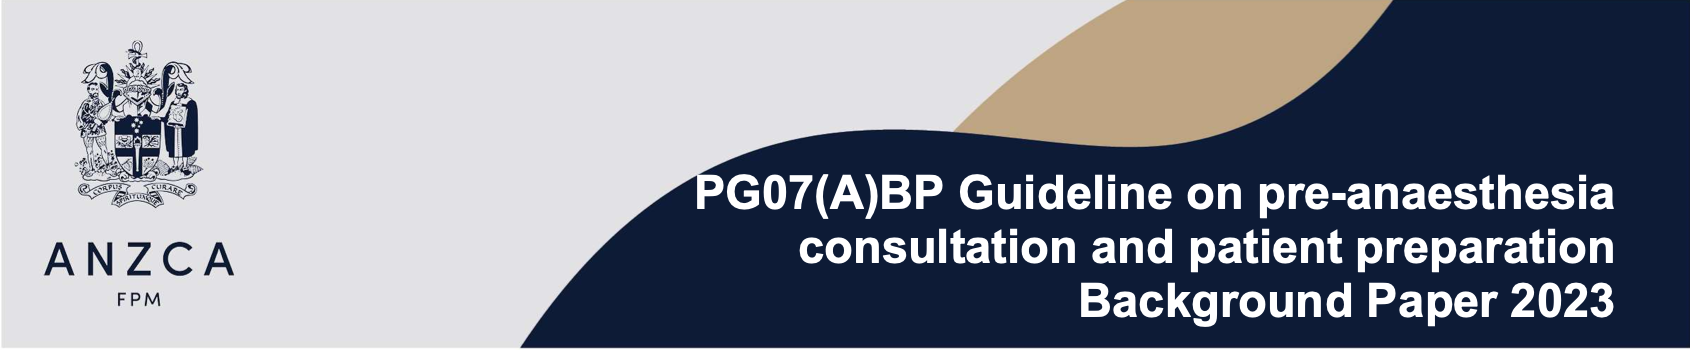 CORPUS CURARE
SPIRITUMQUE
ANZCA
FPM
PG07(A)BP Guideline on pre-anaesthesia
consultation and patient preparation
Background Paper 2023